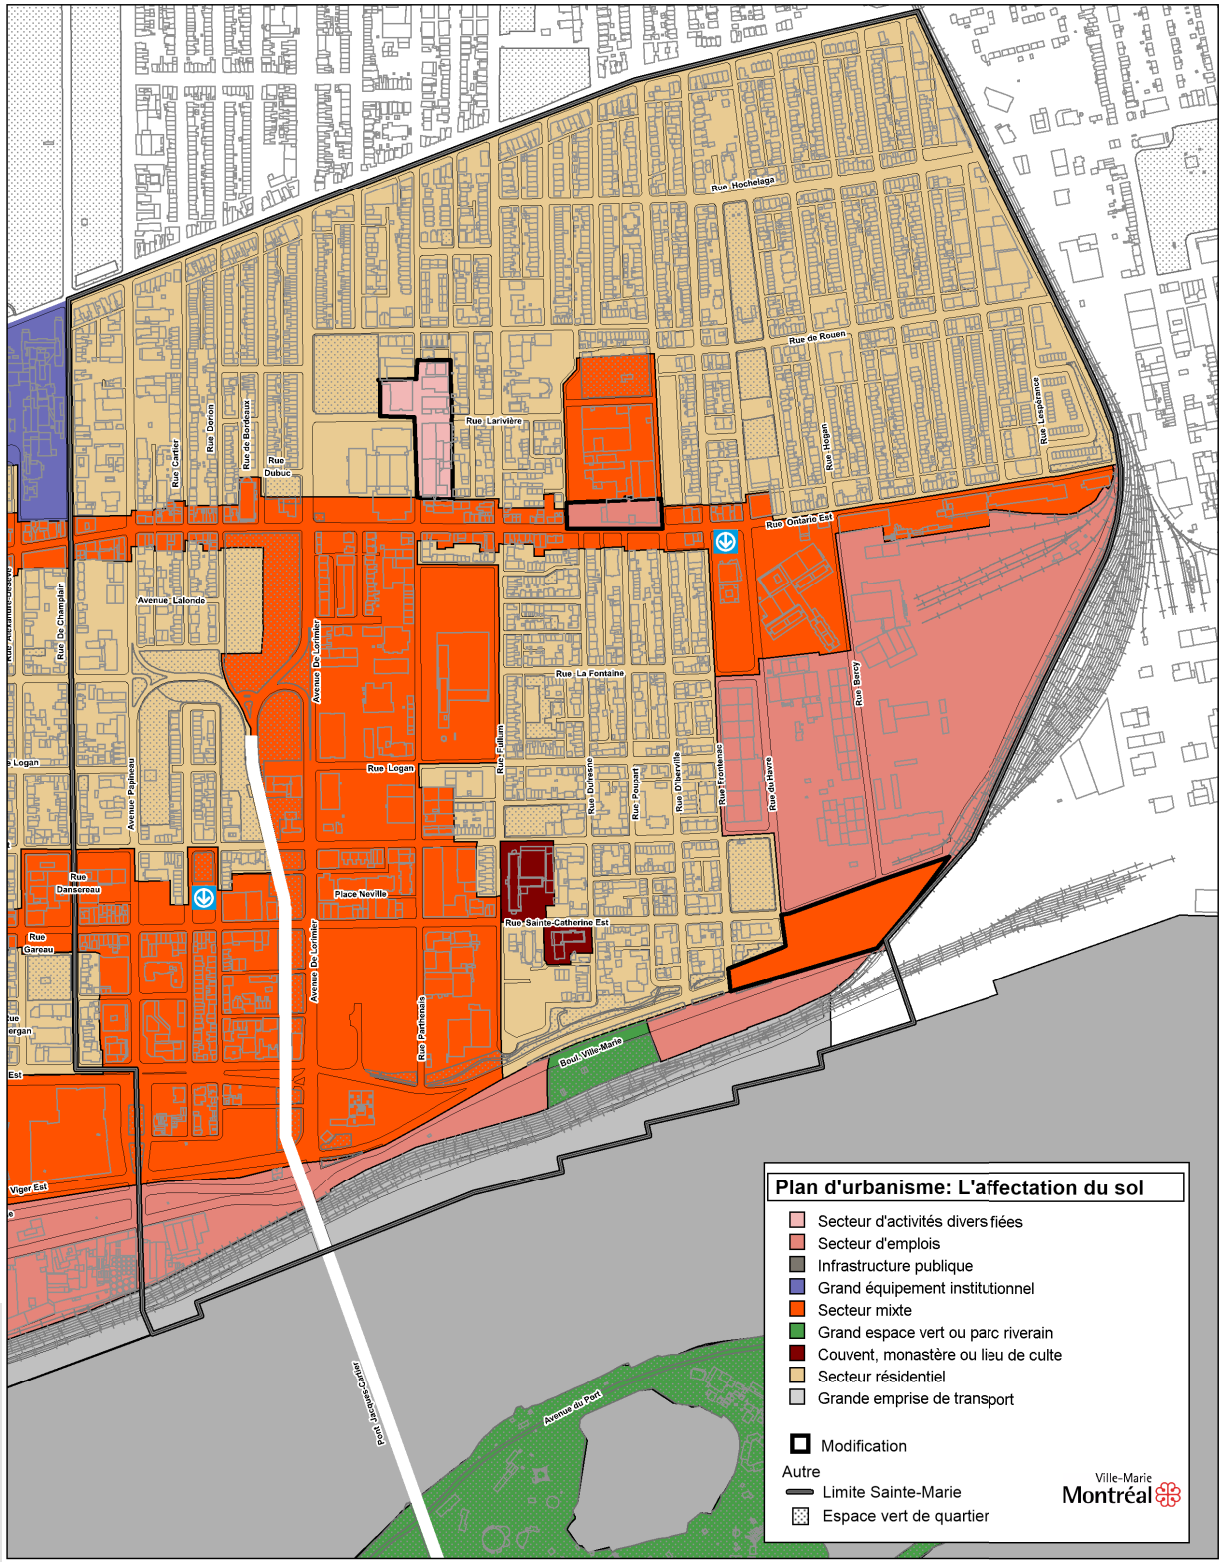 Rue Hochelaga
Rue de Rouen
Rue Lespérance
Rue Hogan
Rue Larivière
Rue Cartier
Rue Dorion
Rue de Bordeaux
Rue
Dubuc
Rue Ontario Est
Avenue Lalonde
Rue De Champlain
Avenue De Lorimier
Rue La Fontaine
Rue Bercy
Logan
Rue Logan
Rue Fullum
Avenue Papineau
Rue Dufresne
Rue Poupart
Rue D'Iberville
Rue Frontenac
Rue du Havre
Rue
Dansereau
Place Neville
Rue Sainte-Catherine Est
Rue
Gareau
Avenue De Lorimier
Rue Parthenais
Boul. Ville-Marie
Est
Viger Est
Pont Jacques-Cartier
Avenue du Port
Plan d'urbanisme: L'affectation du sol
Secteur d'activités diversifiées
Secteur d'emplois
Infrastructure publique
Grand équipement institutionnel
Secteur mixte
Grand espace vert ou parc riverain
Couvent, monastère ou lieu de culte
Secteur résidentiel
Grande emprise de transport
Modification
Autre
Limite Sainte-Marie
Espace vert de quartier
Ville-Marie
Montréal